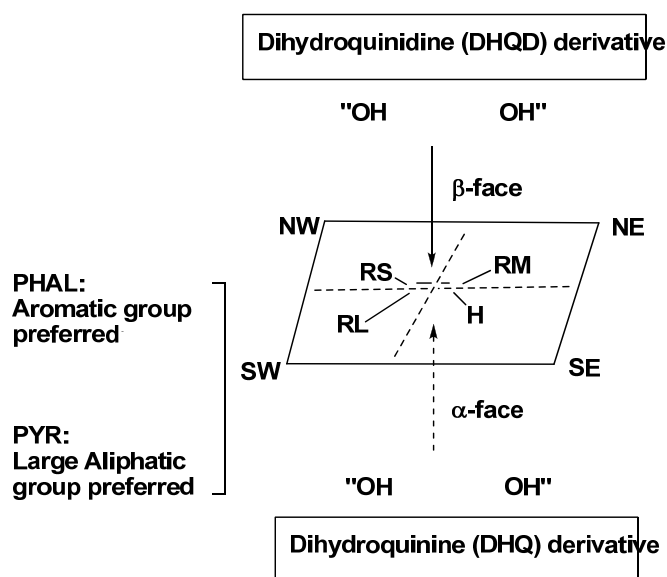 Dihydroquinidine (DHQD) derivative
"OH OH"
β-face
NW NE
RS RM
RL H
PHAL:
Aromatic group
preferred
SW SE
α-face
PYR:
Large Aliphatic
group preferred
"OH OH"
Dihydroquinine (DHQ) derivative